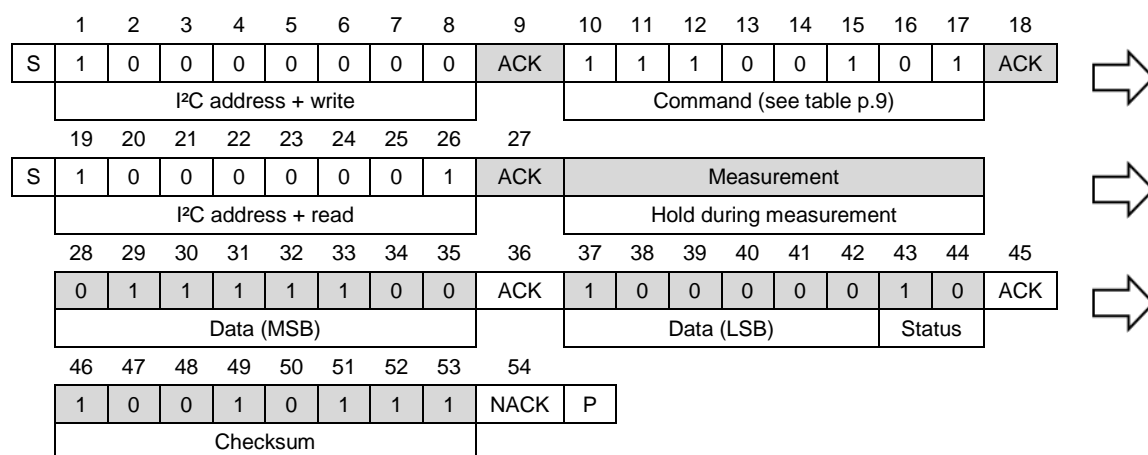 1 2 3 4 5 6 7 8 9 10 11 12 13 14 15 16 17 18
S 1 0 0 0 0 0 0 0 ACK 1 1 1 0 0 1 0 1 ACK
I²C address + write Command (see table p.9)
19 20 21 22 23 24 25 26 27
S 1 0 0 0 0 0 0 1 ACK Measurement
I²C address + read Hold during measurement
28 29 30 31 32 33 34 35 36 37 38 39 40 41 42 43 44 45
0 1 1 1 1 1 0 0 ACK 1 0 0 0 0 0 1 0 ACK
Data (MSB) Data (LSB) Status
46 47 48 49 50 51 52 53 54
1 0 0 1 0 1 1 1 NACK P
Checksum